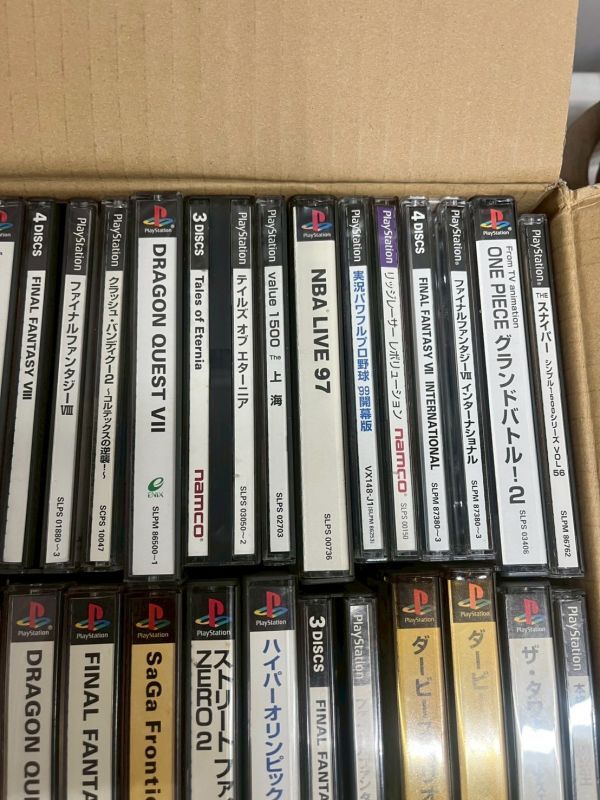 4 DISCS
FINAL FANTASY VIII
PlayStation
ファイナルファンタジーVIII
SLPS 01880~3
PlayStation
クラッシュ・バンディクー2 ~コルテックスの逆襲!~
SCPS 10047
PlayStation
DRAGON QUEST VII
ENIX
SLPM 86500~1
3 DISCS
Tales of Eternia
namco
PlayStation
テイルズ オブ エターニア
SLPS 03050~2
PlayStation
value 1500 The 上海
SLPS 02703
PlayStation
NBA LIVE 97
SLPS 00736
PlayStation
実況パワフルプロ野球 '99開幕版
VX148-J1(SLPM 86253)
PlayStation
リッジレーサー レボリューション
namco
SLPS 00150
4 DISCS
FINAL FANTASY VII INTERNATIONAL
SLPM 87380~3
PlayStation
ファイナルファンタジーVII インターナショナル
SLPM 87380~3
PlayStation
From TV animation
ONE PIECE グランドバトル!2
SLPS 03406
PlayStation
THE スナイパー シンプル1500シリーズ VOL.56
SLPM 86762
PlayStation
DRAGON QU
PlayStation
FINAL FANTA
PlayStation
SaGa Frontie
PlayStation
ストリートファ
ZERO 2
PlayStation
ハイパーオリンピック
3 DISCS
FINAL FANTA
PlayStation
PlayStation
ダービー
PlayStation
ダービー
PlayStation
ザ・
PlayStation